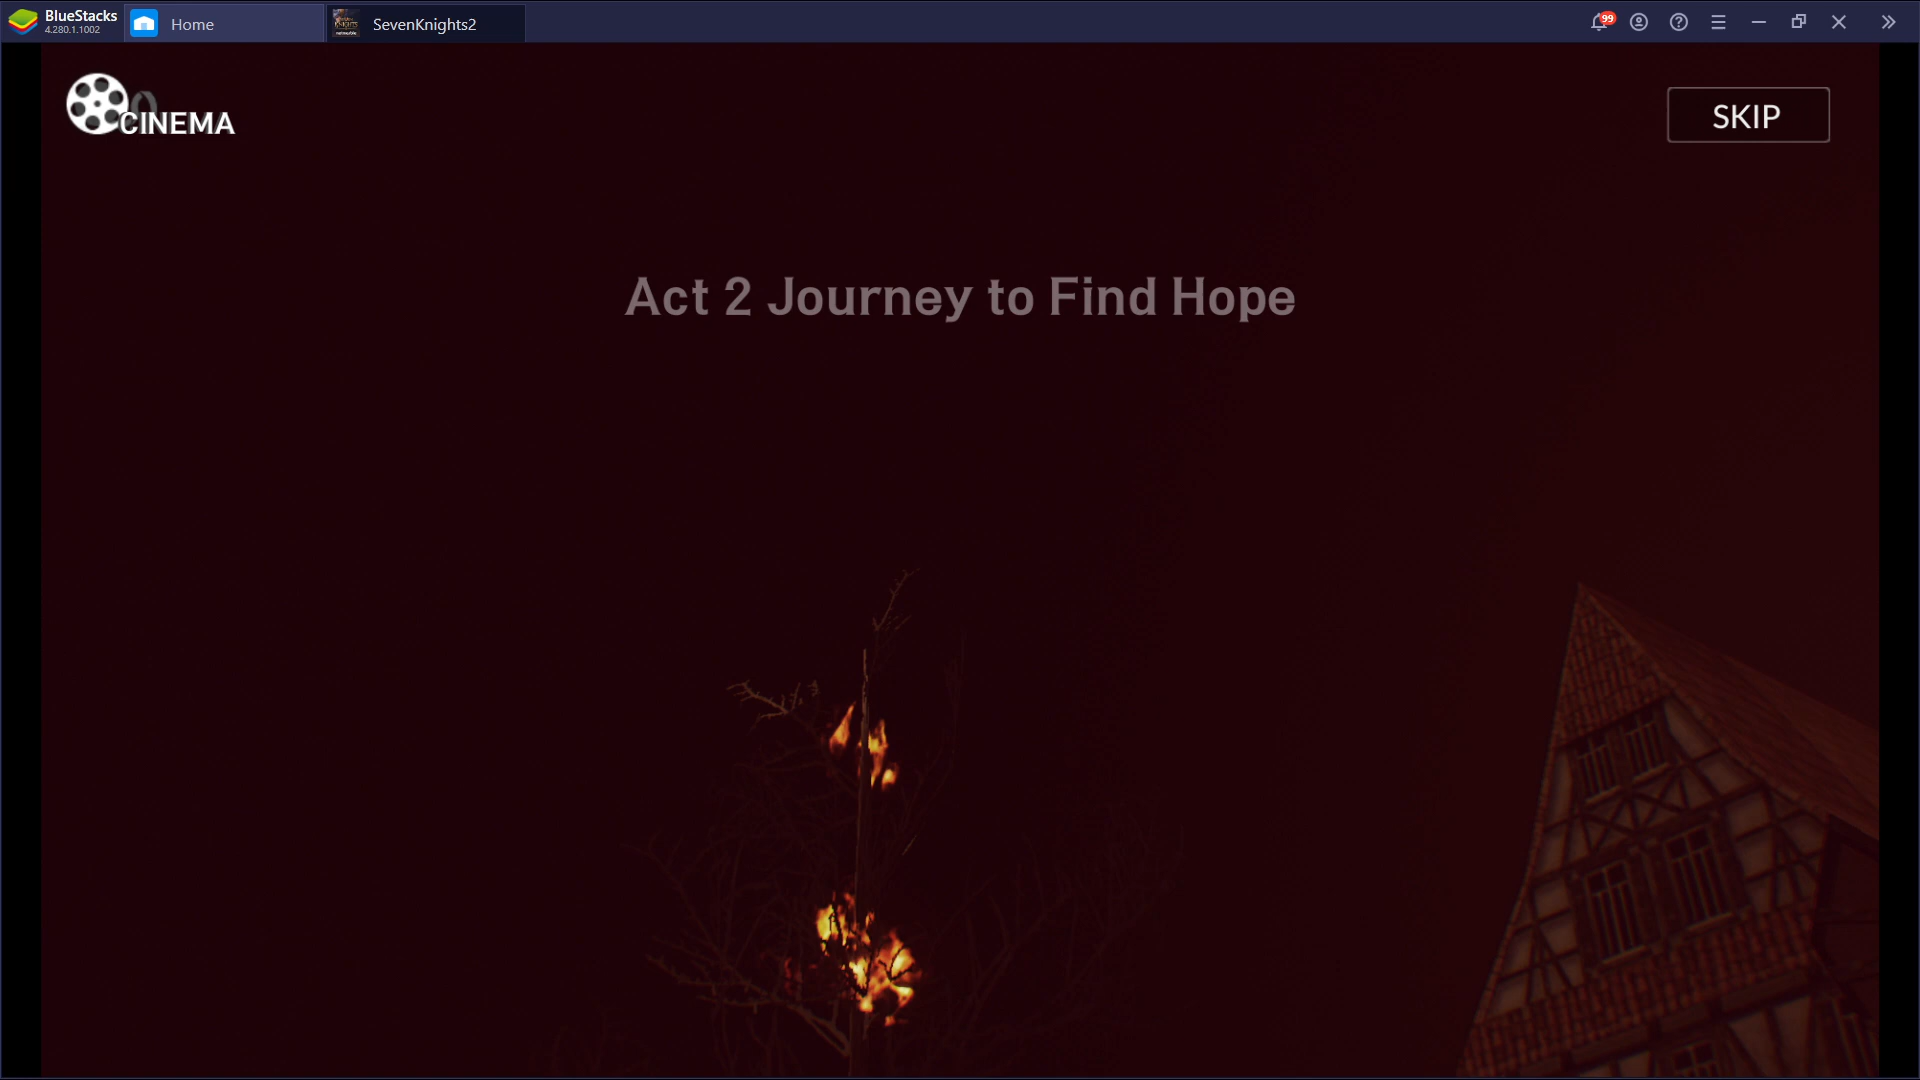 BlueStacks
4.280.1.1002
Home
SevenKnights2
99
CINEMA
SKIP
Act 2 Journey to Find Hope